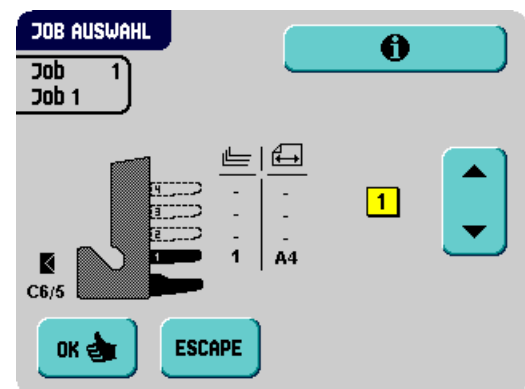 JOB AUSWAHL
Job 1
Job 1
4 - -
3 - -
2 - -
1 1 A4
1
C6/5
OK
ESCAPE